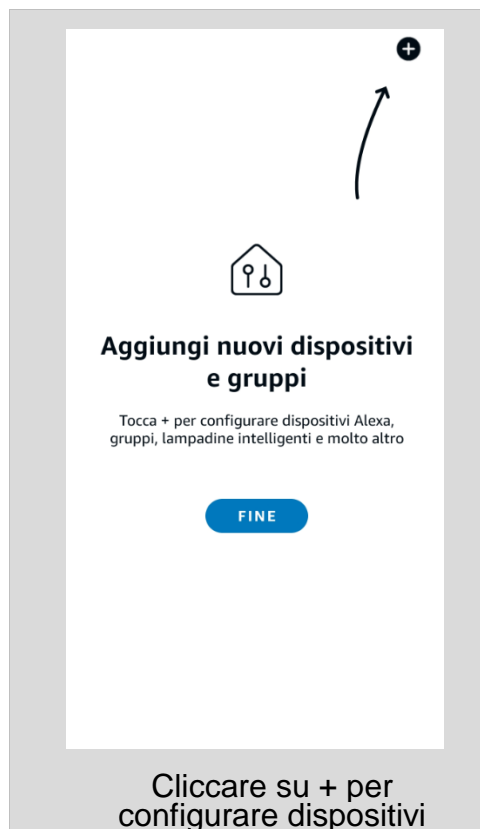 Aggiungi nuovi dispositivi
e gruppi
Tocca + per configurare dispositivi Alexa,
gruppi, lampadine intelligenti e molto altro
FINE
Cliccare su + per
configurare dispositivi